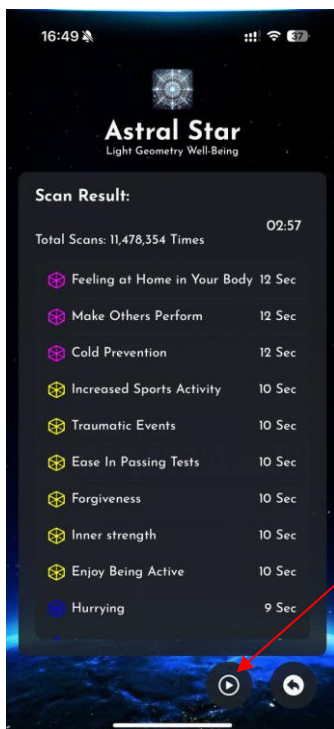 16:49
37
Astral Star
Light Geometry Well-Being
Scan Result:
02:57
Total Scans: 11,478,354 Times
Feeling at Home in Your Body 12 Sec
Make Others Perform 12 Sec
Cold Prevention 12 Sec
Increased Sports Activity 10 Sec
Traumatic Events 10 Sec
Ease In Passing Tests 10 Sec
Forgiveness 10 Sec
Inner strength 10 Sec
Enjoy Being Active 10 Sec
Hurrying 9 Sec